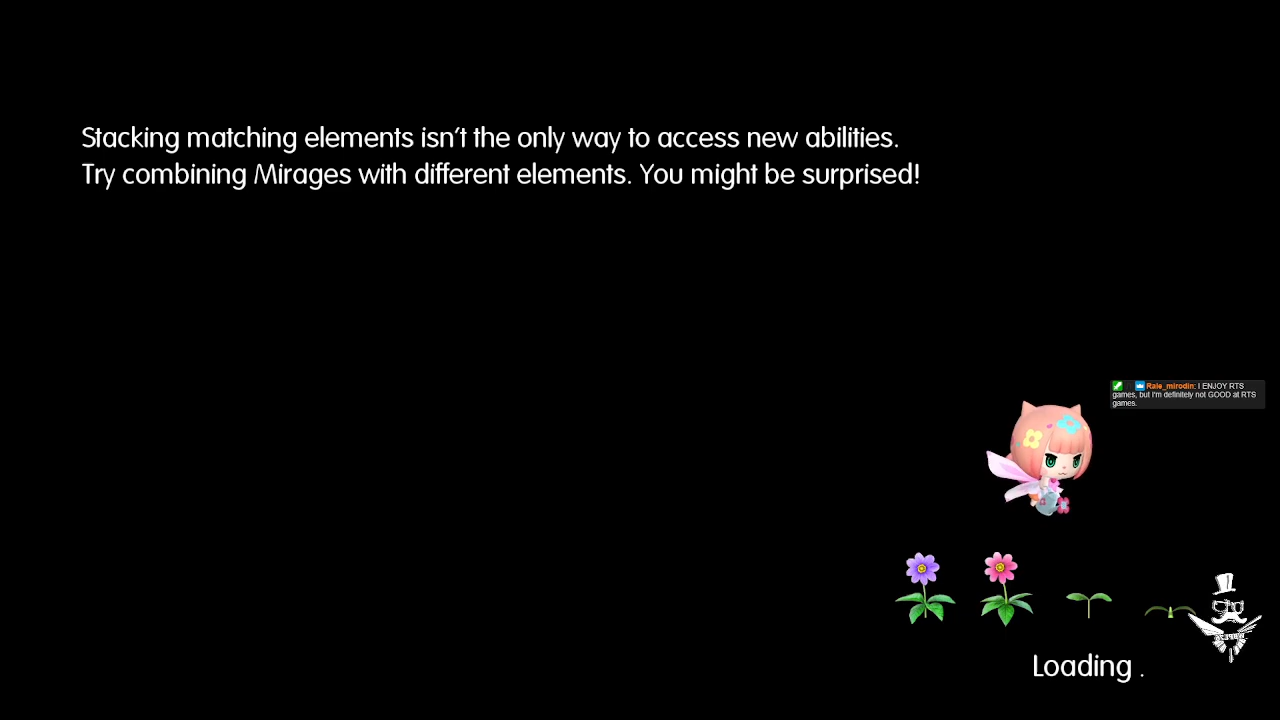 Stacking matching elements isn't the only way to access new abilities.
Try combining Mirages with different elements. You might be surprised!
Rale_mirodin: I ENJOY RTS
games, but I'm definitely not GOOD at RTS
games.
Loading .